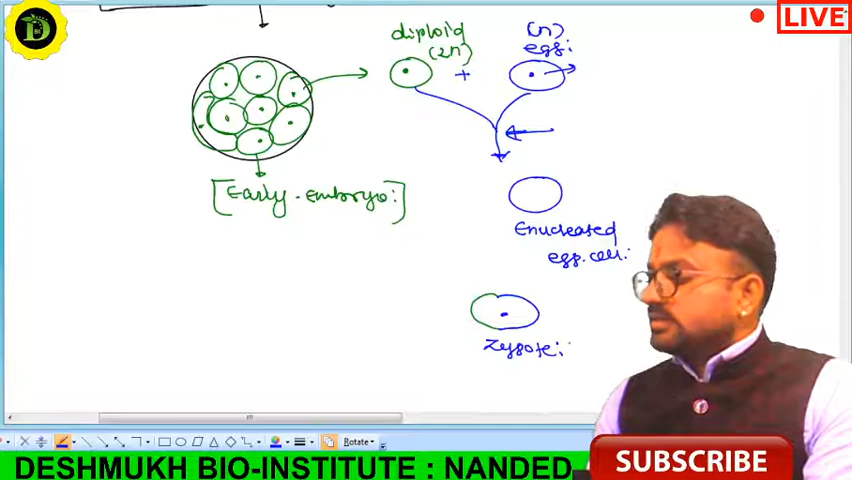 LIVE
diploid
(2n)
+
(n)
egg:
[Early-embryo:]
Enucleated
egg.cell:
Zygote:
Rotate
DESHMUKH BIO-INSTITUTE : NANDED
SUBSCRIBE